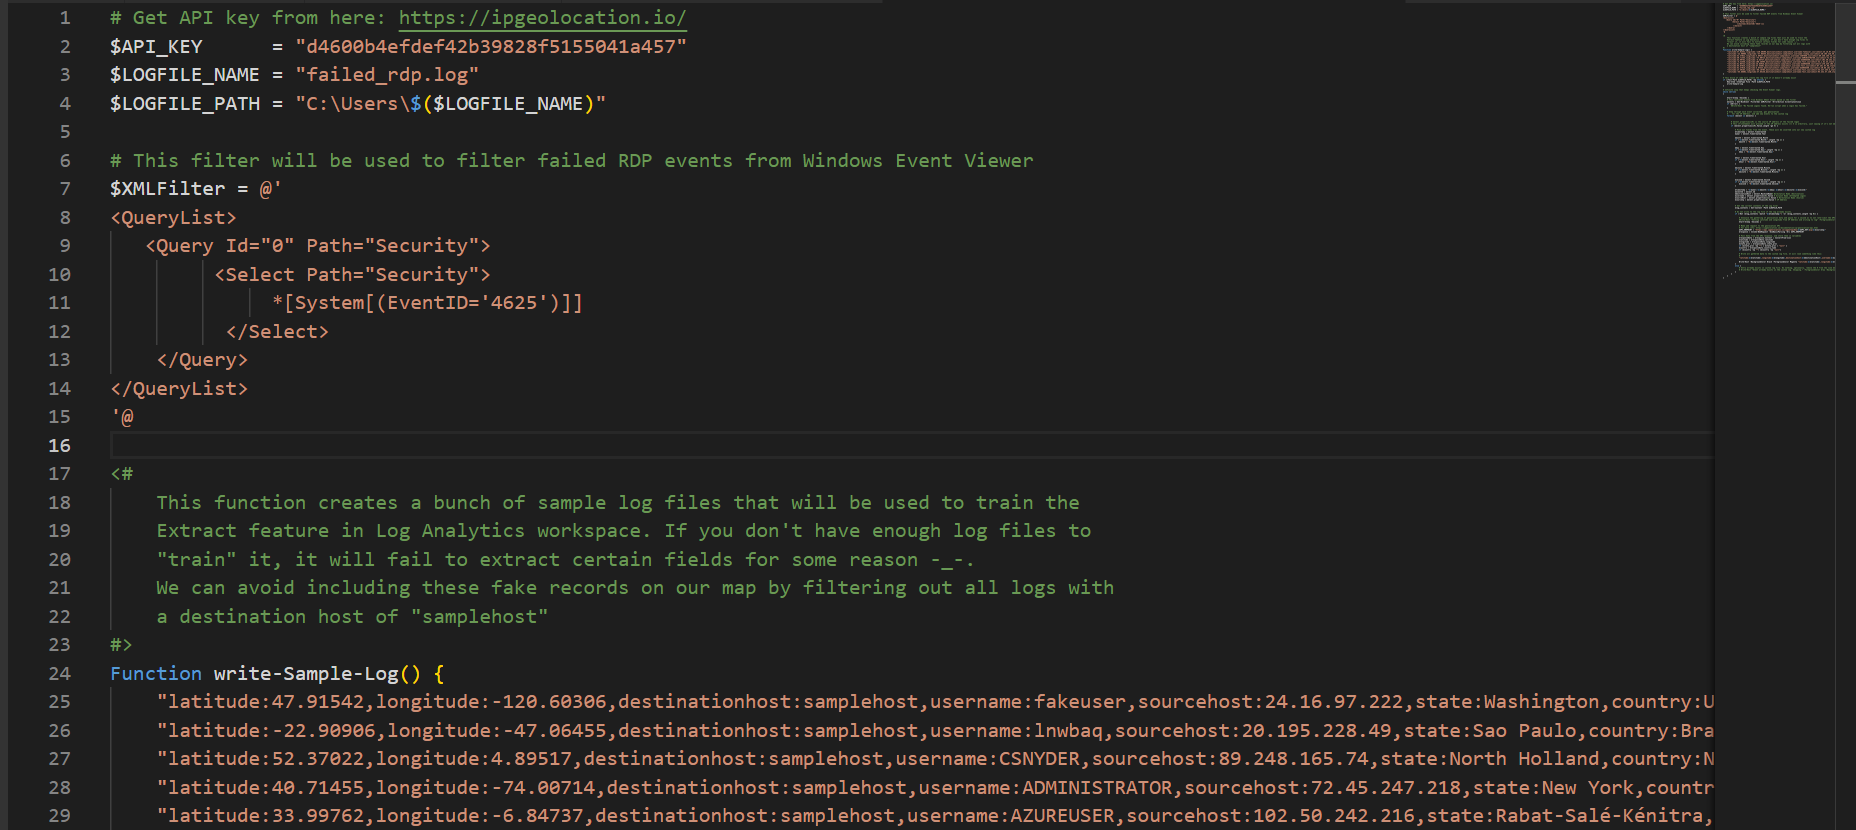 1 # Get API key from here: https://ipgeolocation.io/
2 $API_KEY      = "d4600b4efdef42b39828f5155041a457"
3 $LOGFILE_NAME = "failed_rdp.log"
4 $LOGFILE_PATH = "C:\Users\$($LOGFILE_NAME)"
5
6 # This filter will be used to filter failed RDP events from Windows Event Viewer
7 $XMLFilter = @'
8 <QueryList>
9    <Query Id="0" Path="Security">
10          <Select Path="Security">
11               *[System[(EventID='4625')]]
12           </Select>
13     </Query>
14 </QueryList>
15 '@
16
17 <#
18     This function creates a bunch of sample log files that will be used to train the
19     Extract feature in Log Analytics workspace. If you don't have enough log files to
20     "train" it, it will fail to extract certain fields for some reason -_-.
21     We can avoid including these fake records on our map by filtering out all logs with
22     a destination host of "samplehost"
23 #>
24 Function write-Sample-Log() {
25     "latitude:47.91542,longitude:-120.60306,destinationhost:samplehost,username:fakeuser,sourcehost:24.16.97.222,state:Washington,country:U
26     "latitude:-22.90906,longitude:-47.06455,destinationhost:samplehost,username:lnwbaq,sourcehost:20.195.228.49,state:Sao Paulo,country:Bra
27     "latitude:52.37022,longitude:4.89517,destinationhost:samplehost,username:CSNYDER,sourcehost:89.248.165.74,state:North Holland,country:N
28     "latitude:40.71455,longitude:-74.00714,destinationhost:samplehost,username:ADMINISTRATOR,sourcehost:72.45.247.218,state:New York,countr
29     "latitude:33.99762,longitude:-6.84737,destinationhost:samplehost,username:AZUREUSER,sourcehost:102.50.242.216,state:Rabat-Salé-Kénitra,